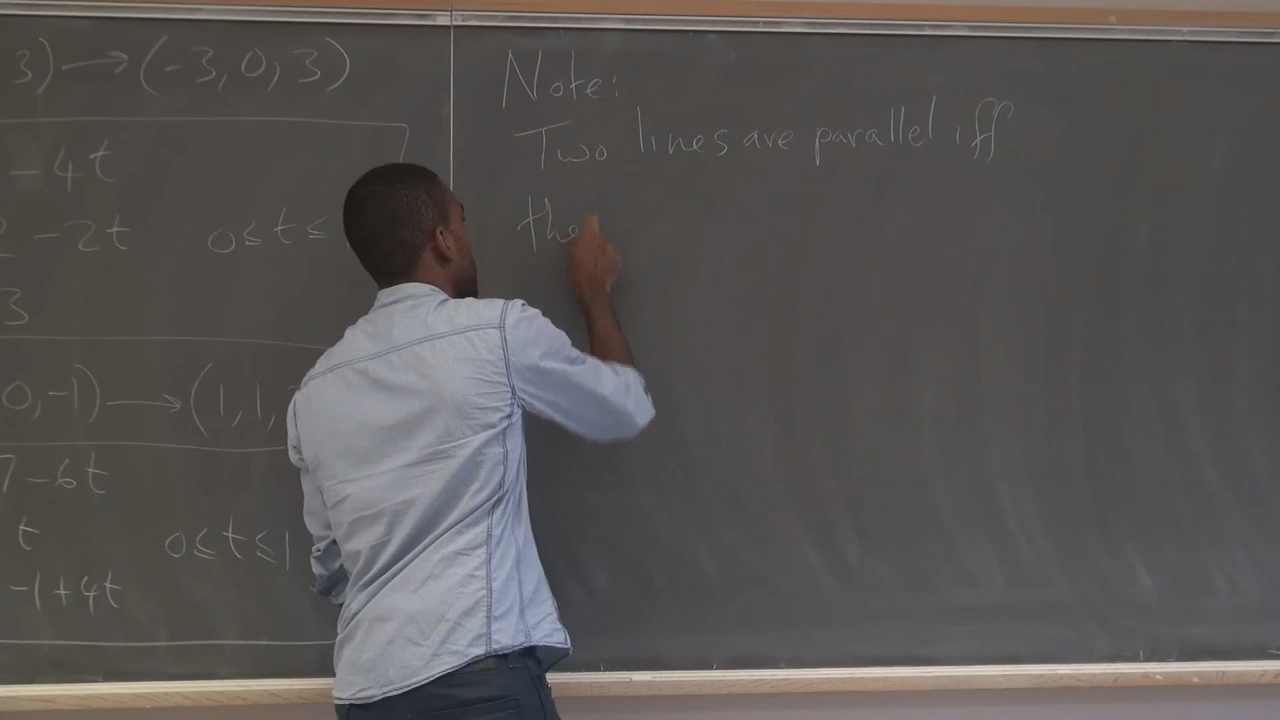 3) → (-3, 0, 3)
-4t
2 - 2t 0 ≤ t ≤
3
0, -1) → (1, 1,
7 - 6t
t 0 ≤ t ≤ 1
-1 + 4t
Note:
Two lines are parallel iff
the